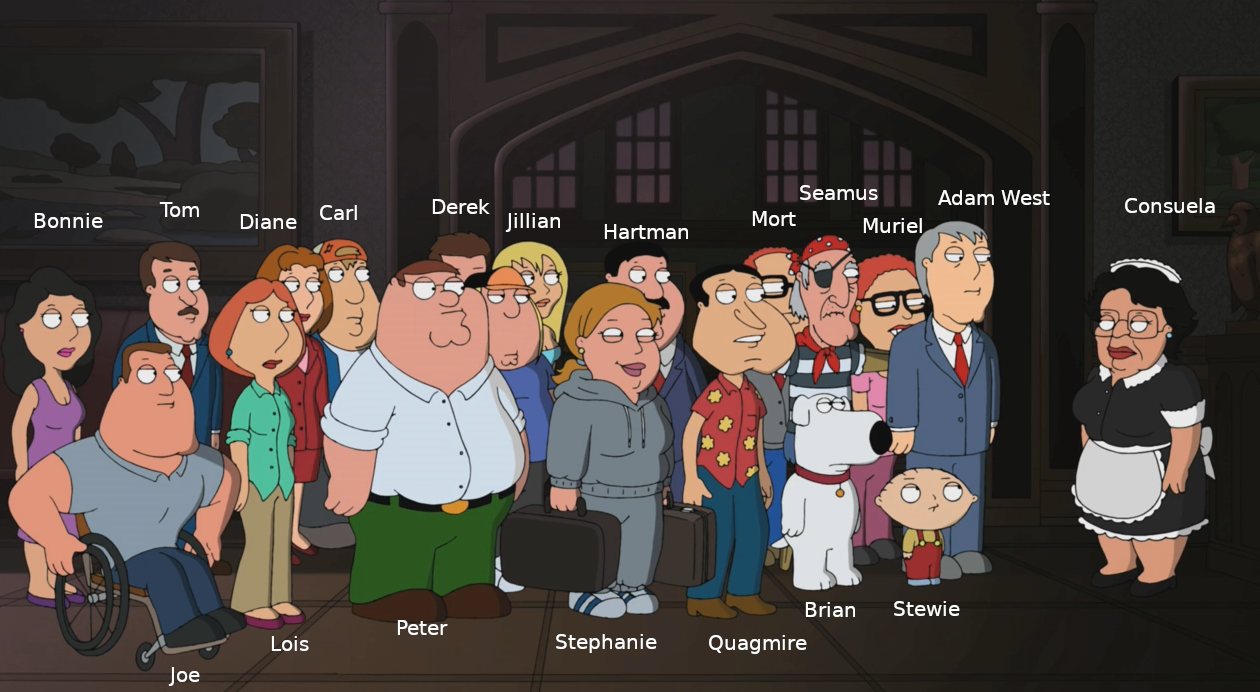 Bonnie
Tom
Diane
Carl
Derek
Jillian
Hartman
Mort
Seamus
Muriel
Adam West
Consuela
Joe
Lois
Peter
Stephanie
Quagmire
Brian
Stewie